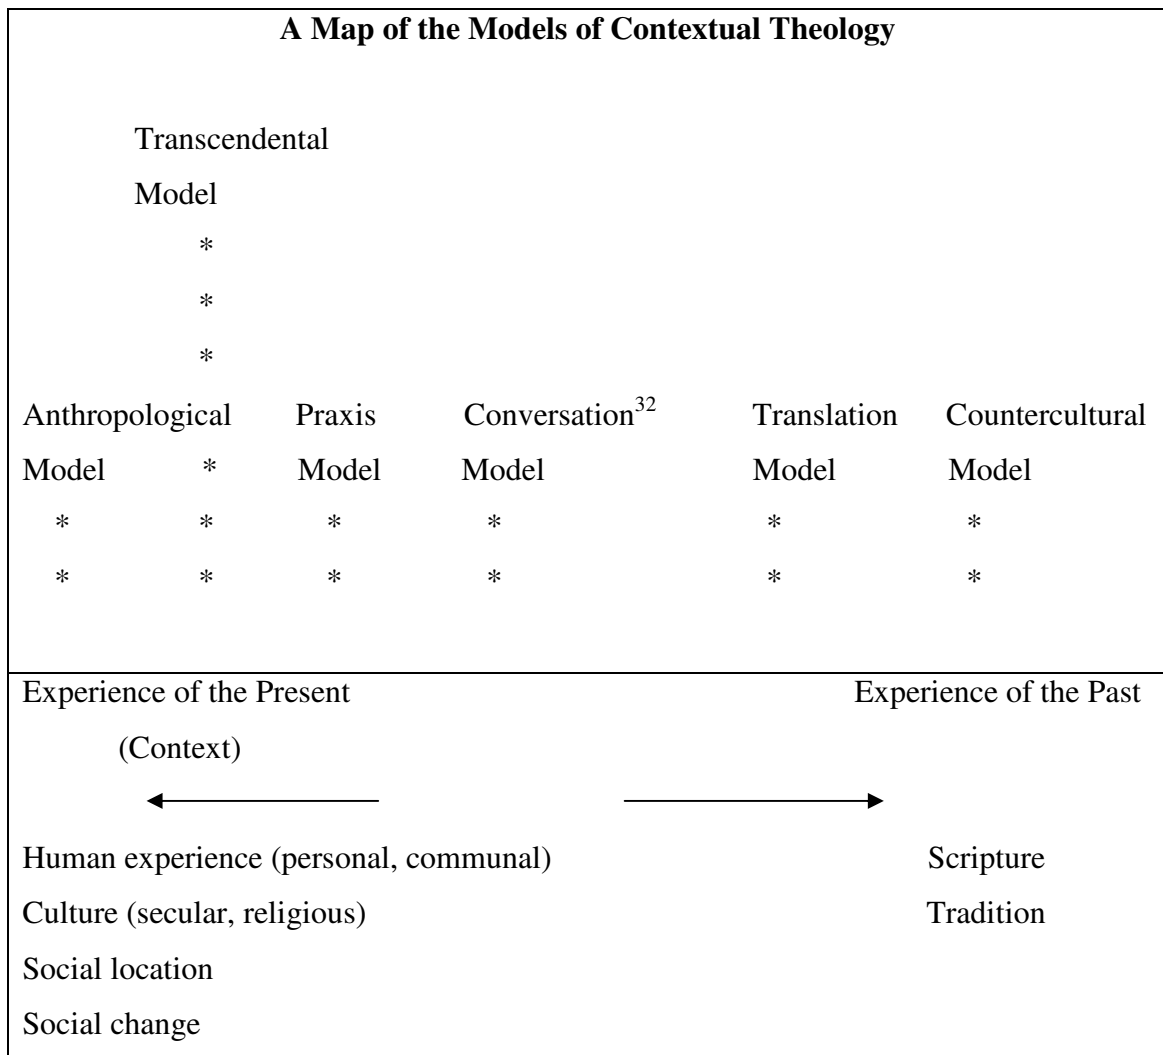 A Map of the Models of Contextual Theology
Transcendental
Model
*
*
*
Anthropological Praxis Conversation32 Translation Countercultural
Model * Model Model Model Model
* * * * * *
* * * * * *
Experience of the Present Experience of the Past
(Context)
Human experience (personal, communal) Scripture
Culture (secular, religious) Tradition
Social location
Social change